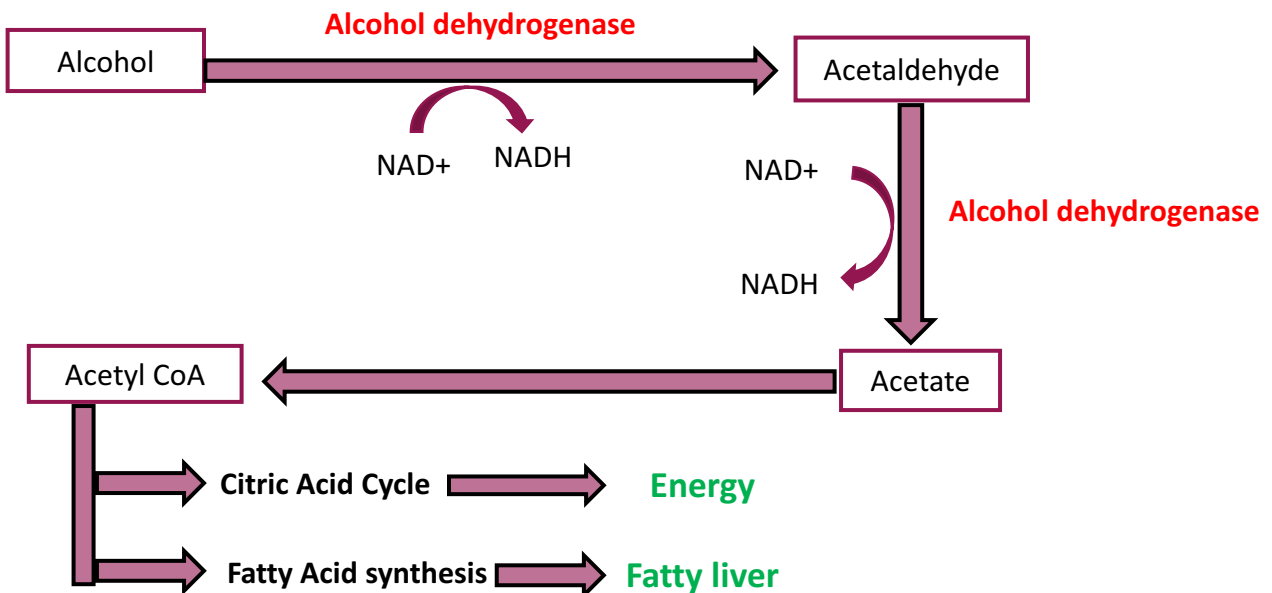 Alcohol dehydrogenase
Alcohol
Acetaldehyde
NAD+
NADH
NAD+
Alcohol dehydrogenase
NADH
Acetyl CoA
Acetate
Citric Acid Cycle
Energy
Fatty Acid synthesis
Fatty liver